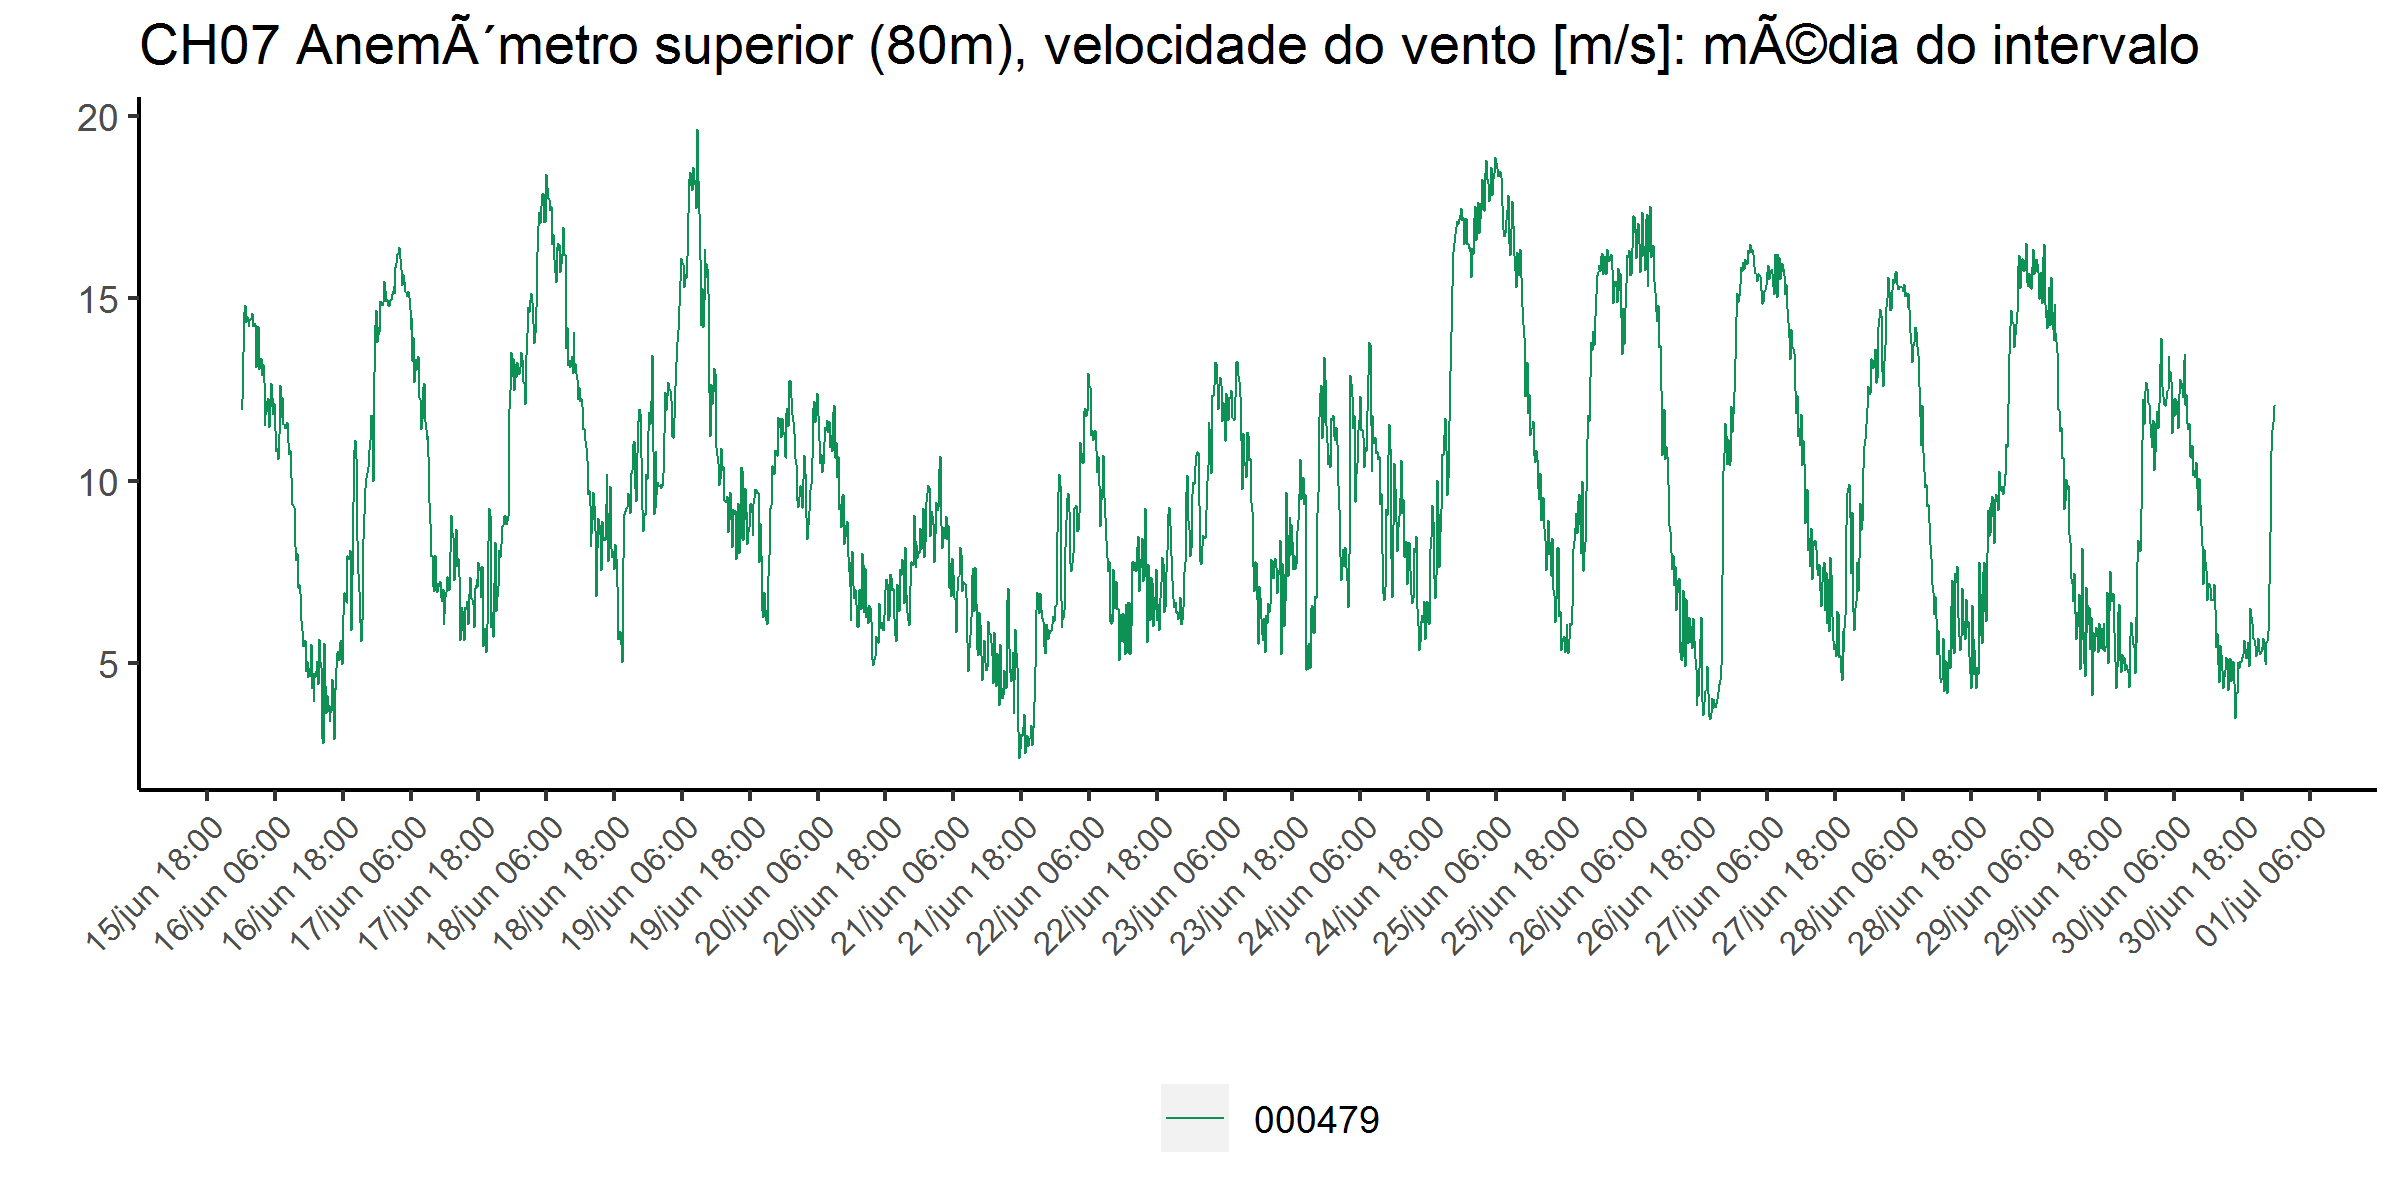 CH07 AnemÃ´metro superior (80m), velocidade do vento [m/s]: mÃ©dia do intervalo
20
15
10
5
15/jun 18:00
16/jun 06:00
16/jun 18:00
17/jun 06:00
17/jun 18:00
18/jun 06:00
18/jun 18:00
19/jun 06:00
19/jun 18:00
20/jun 06:00
20/jun 18:00
21/jun 06:00
21/jun 18:00
22/jun 06:00
22/jun 18:00
23/jun 06:00
23/jun 18:00
24/jun 06:00
24/jun 18:00
25/jun 06:00
25/jun 18:00
26/jun 06:00
26/jun 18:00
27/jun 06:00
27/jun 18:00
28/jun 06:00
28/jun 18:00
29/jun 06:00
29/jun 18:00
30/jun 06:00
30/jun 18:00
01/jul 06:00
000479